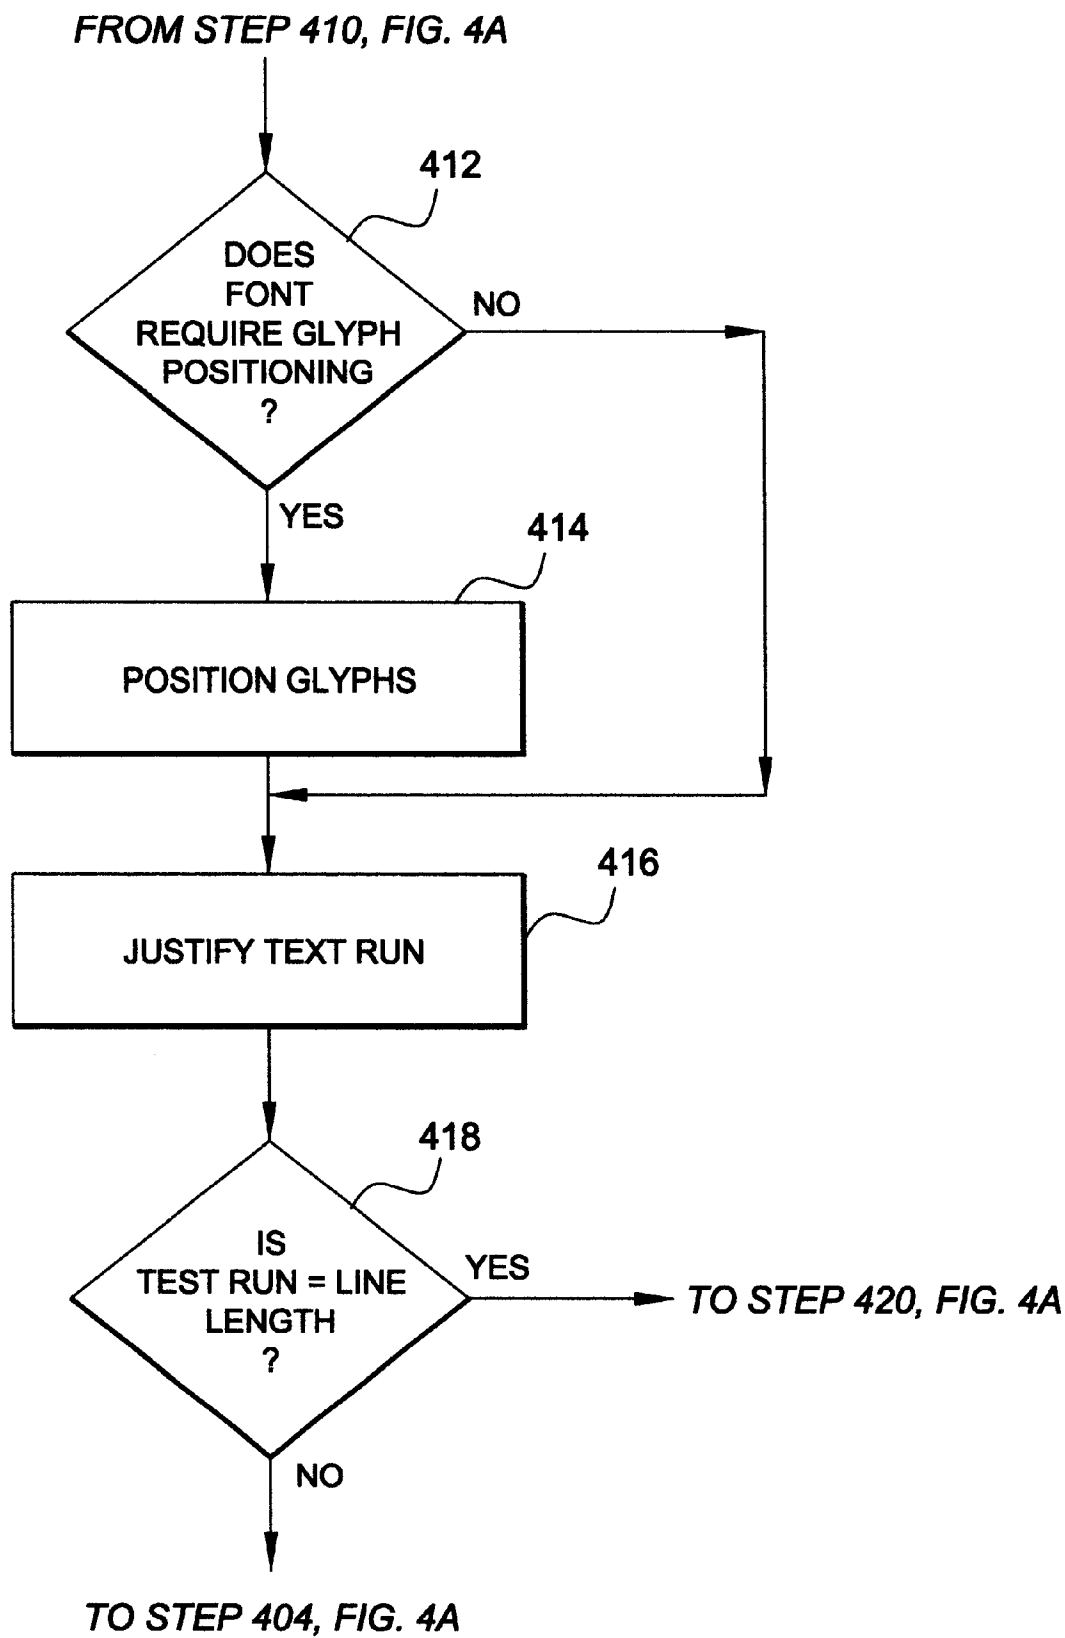 FROM STEP 410, FIG. 4A
412
DOES
FONT
REQUIRE GLYPH
POSITIONING
?
NO
YES
414
POSITION GLYPHS
416
JUSTIFY TEXT RUN
418
IS
TEST RUN = LINE
LENGTH
?
YES
TO STEP 420, FIG. 4A
NO
TO STEP 404, FIG. 4A